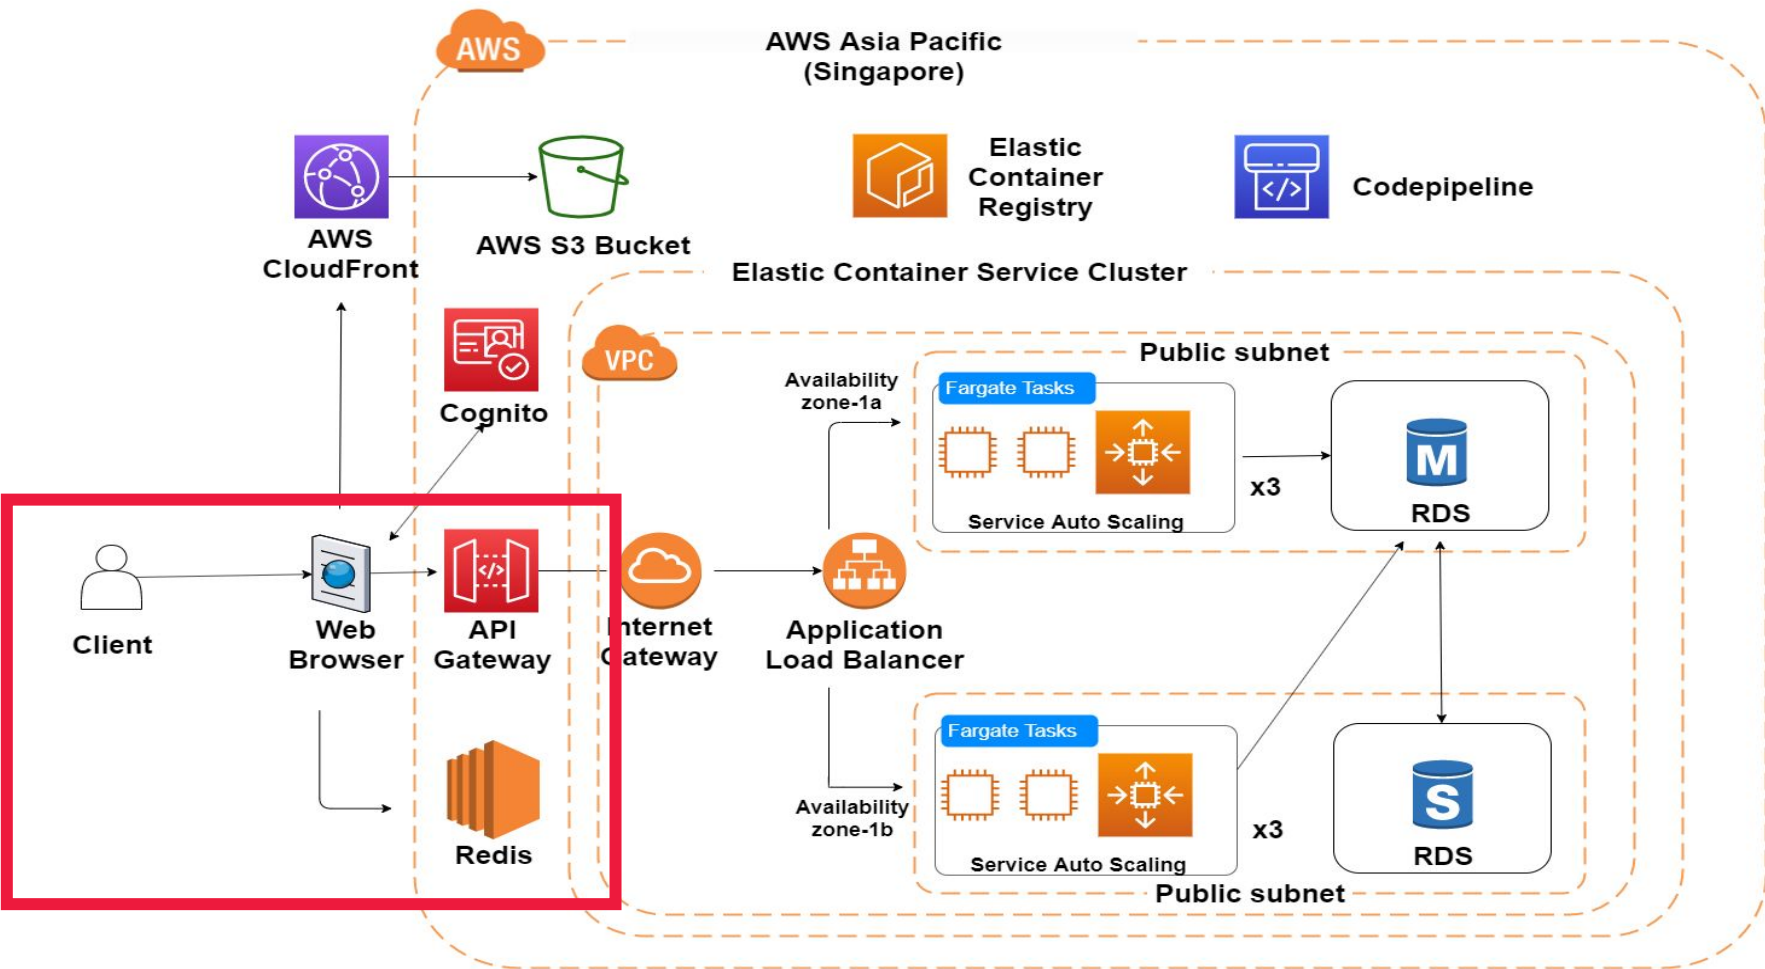 AWS
AWS Asia Pacific
(Singapore)
AWS
CloudFront
AWS S3 Bucket
Elastic
Container
Registry
</>
Codepipeline
Elastic Container Service Cluster
Cognito
VPC
Public subnet
Availability
zone-1a
Fargate Tasks
Service Auto Scaling
x3
M
RDS
Client
Web
Browser
</>
API
Gateway
Internet
Gateway
Application
Load Balancer
Redis
Availability
zone-1b
Fargate Tasks
Service Auto Scaling
x3
S
RDS
Public subnet